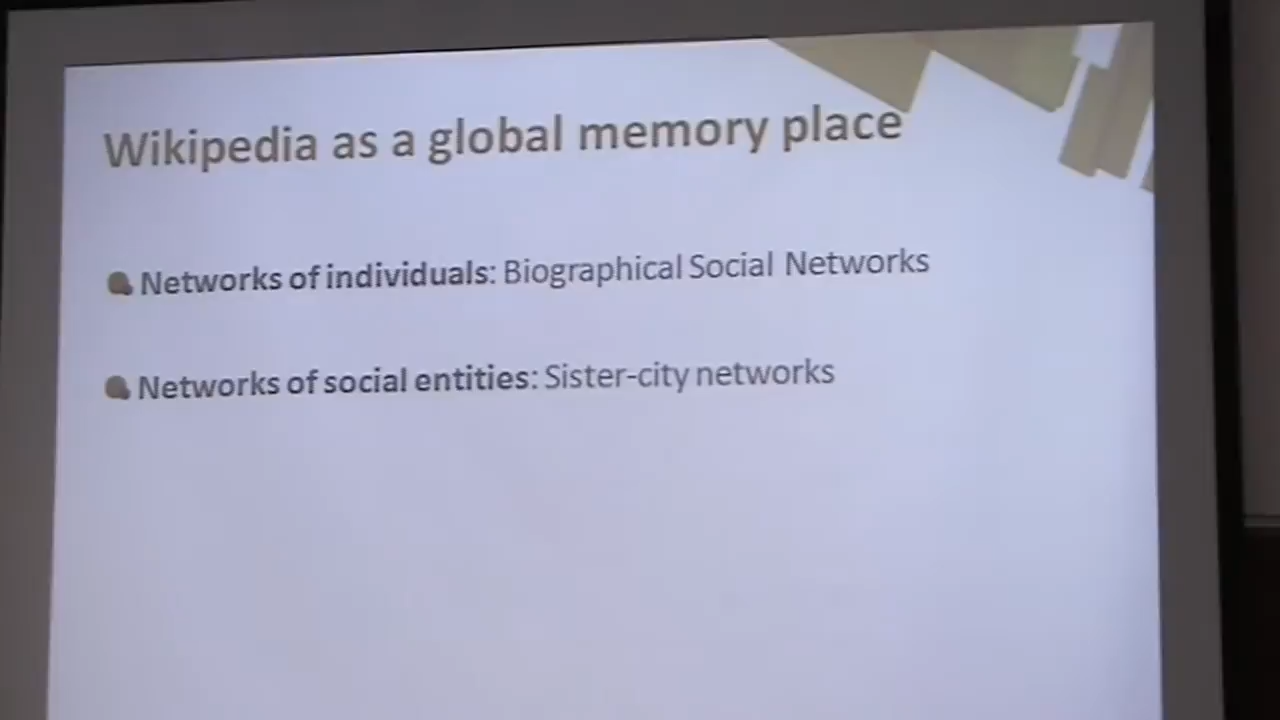 Wikipedia as a global memory place
Networks of individuals: Biographical Social Networks
Networks of social entities: Sister-city networks